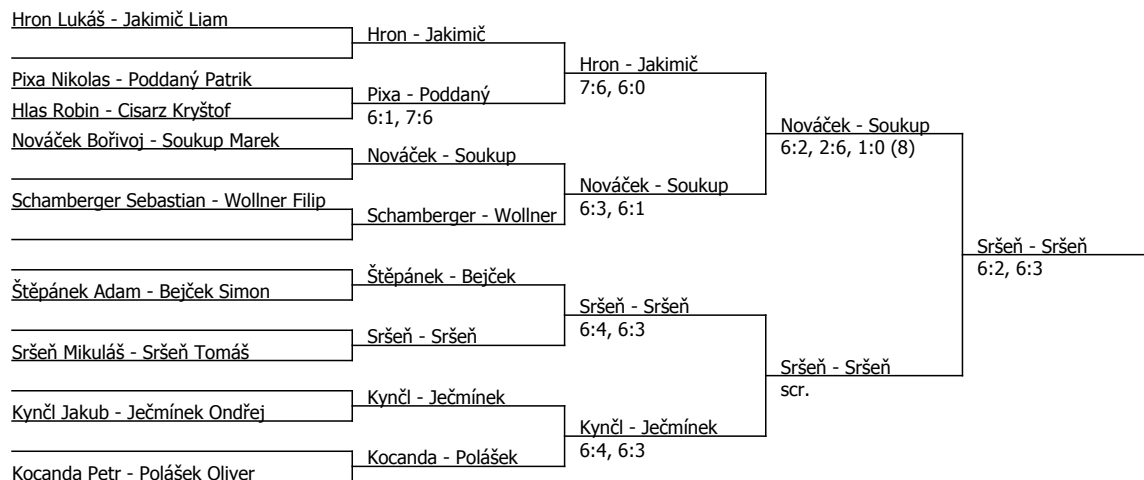 Hron Lukáš - Jakimič Liam
Hron - Jakimič
Hron - Jakimič
7:6, 6:0
Pixa Nikolas - Poddaný Patrik
Pixa - Poddaný
6:1, 7:6
Hlas Robin - Cisarz Kryštof
Nováček - Soukup
6:2, 2:6, 1:0 (8)
Nováček Bořivoj - Soukup Marek
Nováček - Soukup
Nováček - Soukup
6:3, 6:1
Schamberger Sebastian - Wollner Filip
Schamberger - Wollner
Sršeň - Sršeň
6:2, 6:3
Štěpánek - Bejček
Štěpánek Adam - Bejček Simon
Sršeň - Sršeň
6:4, 6:3
Sršeň - Sršeň
Sršeň Mikuláš - Sršeň Tomáš
Sršeň - Sršeň
scr.
Kynčl - Ječmínek
Kynčl Jakub - Ječmínek Ondřej
Kynčl - Ječmínek
6:4, 6:3
Kocanda - Polášek
Kocanda Petr - Polášek Oliver